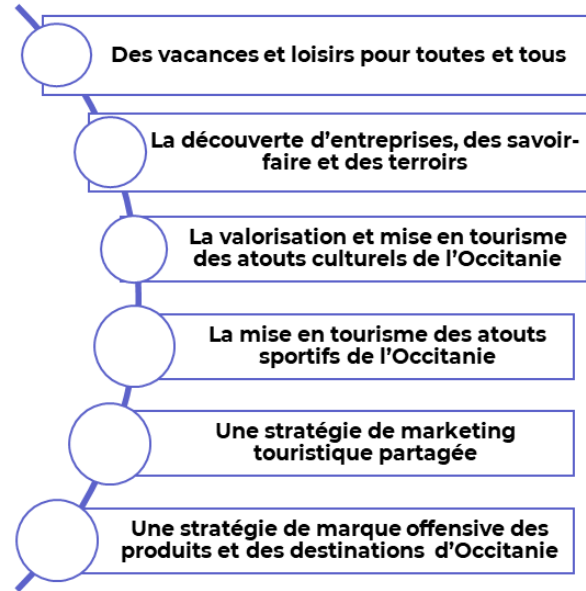 Des vacances et loisirs pour toutes et tous
La découverte d’entreprises, des savoir-
faire et des terroirs
La valorisation et mise en tourisme
des atouts culturels de l’Occitanie
La mise en tourisme des atouts
sportifs de l’Occitanie
Une stratégie de marketing
touristique partagée
Une stratégie de marque offensive des
produits et des destinations d’Occitanie